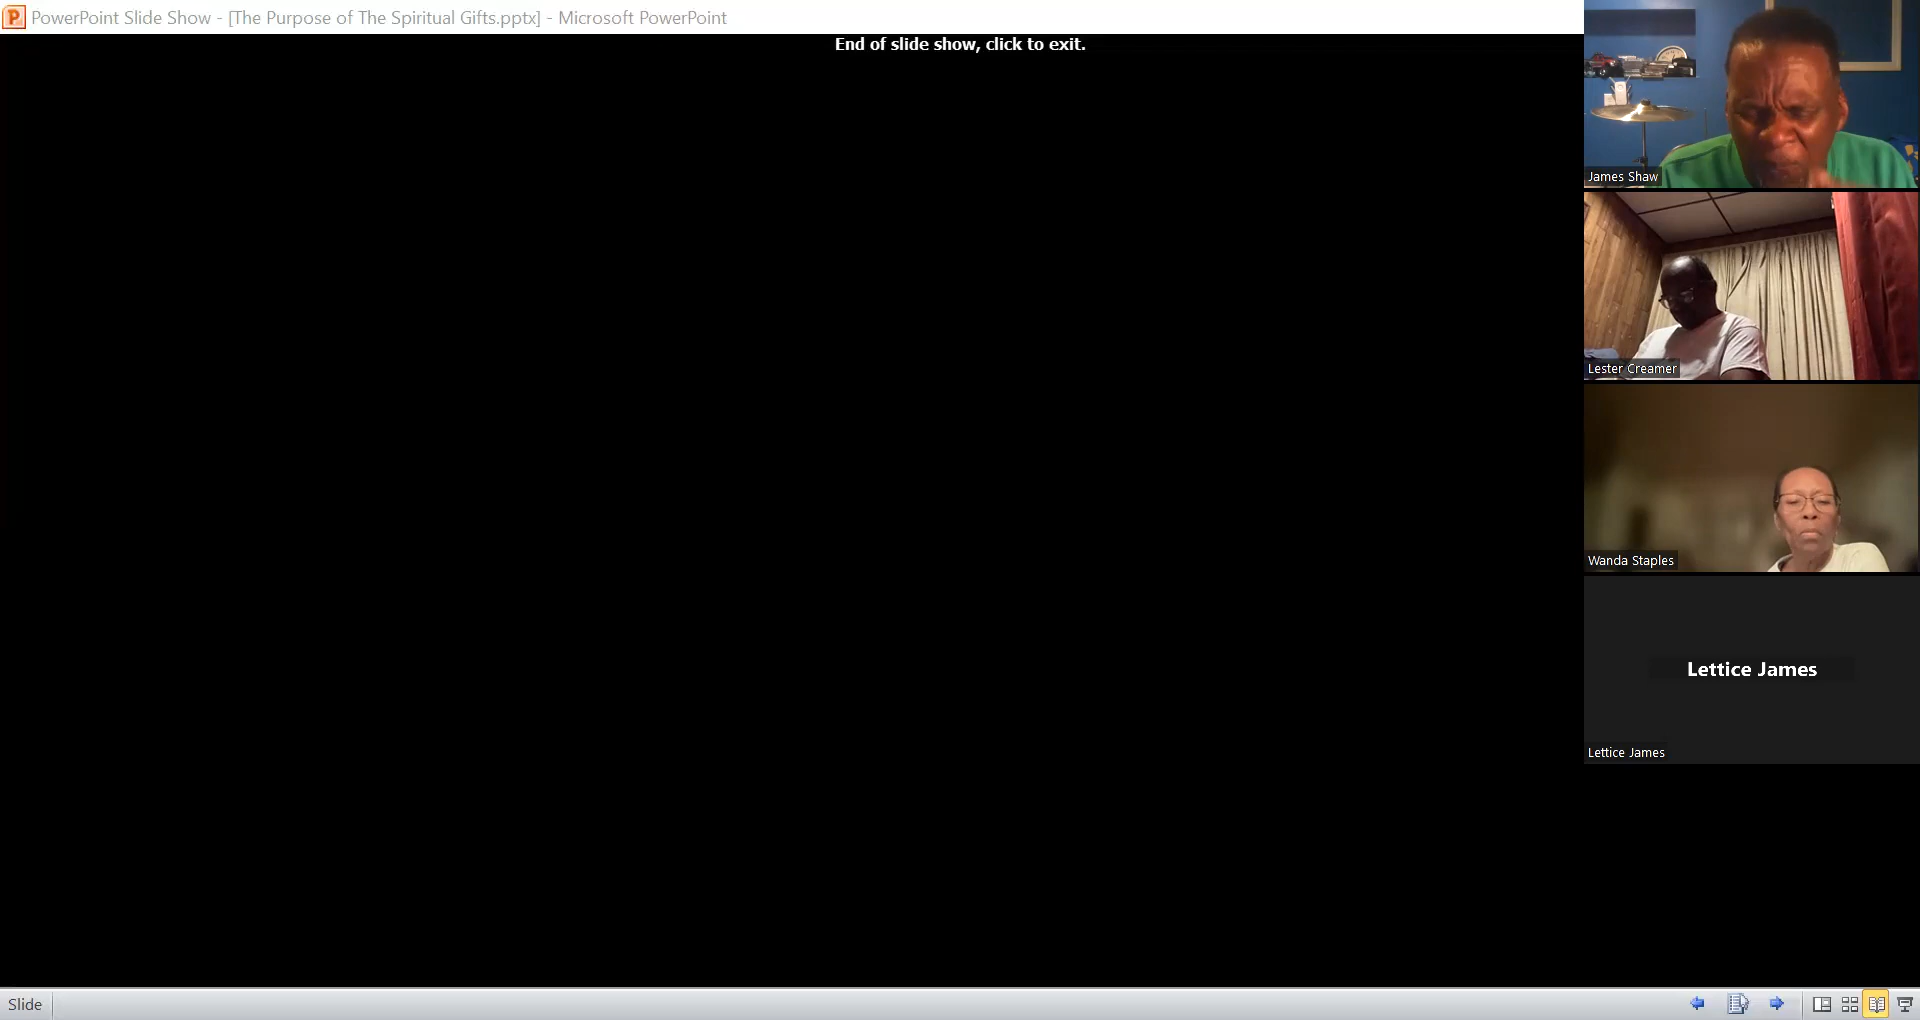 PowerPoint Slide Show - [The Purpose of The Spiritual Gifts.pptx] - Microsoft PowerPoint
End of slide show, click to exit.
James Shaw
Lester Creamer
Wanda Staples
Lettice James
Lettice James
Slide